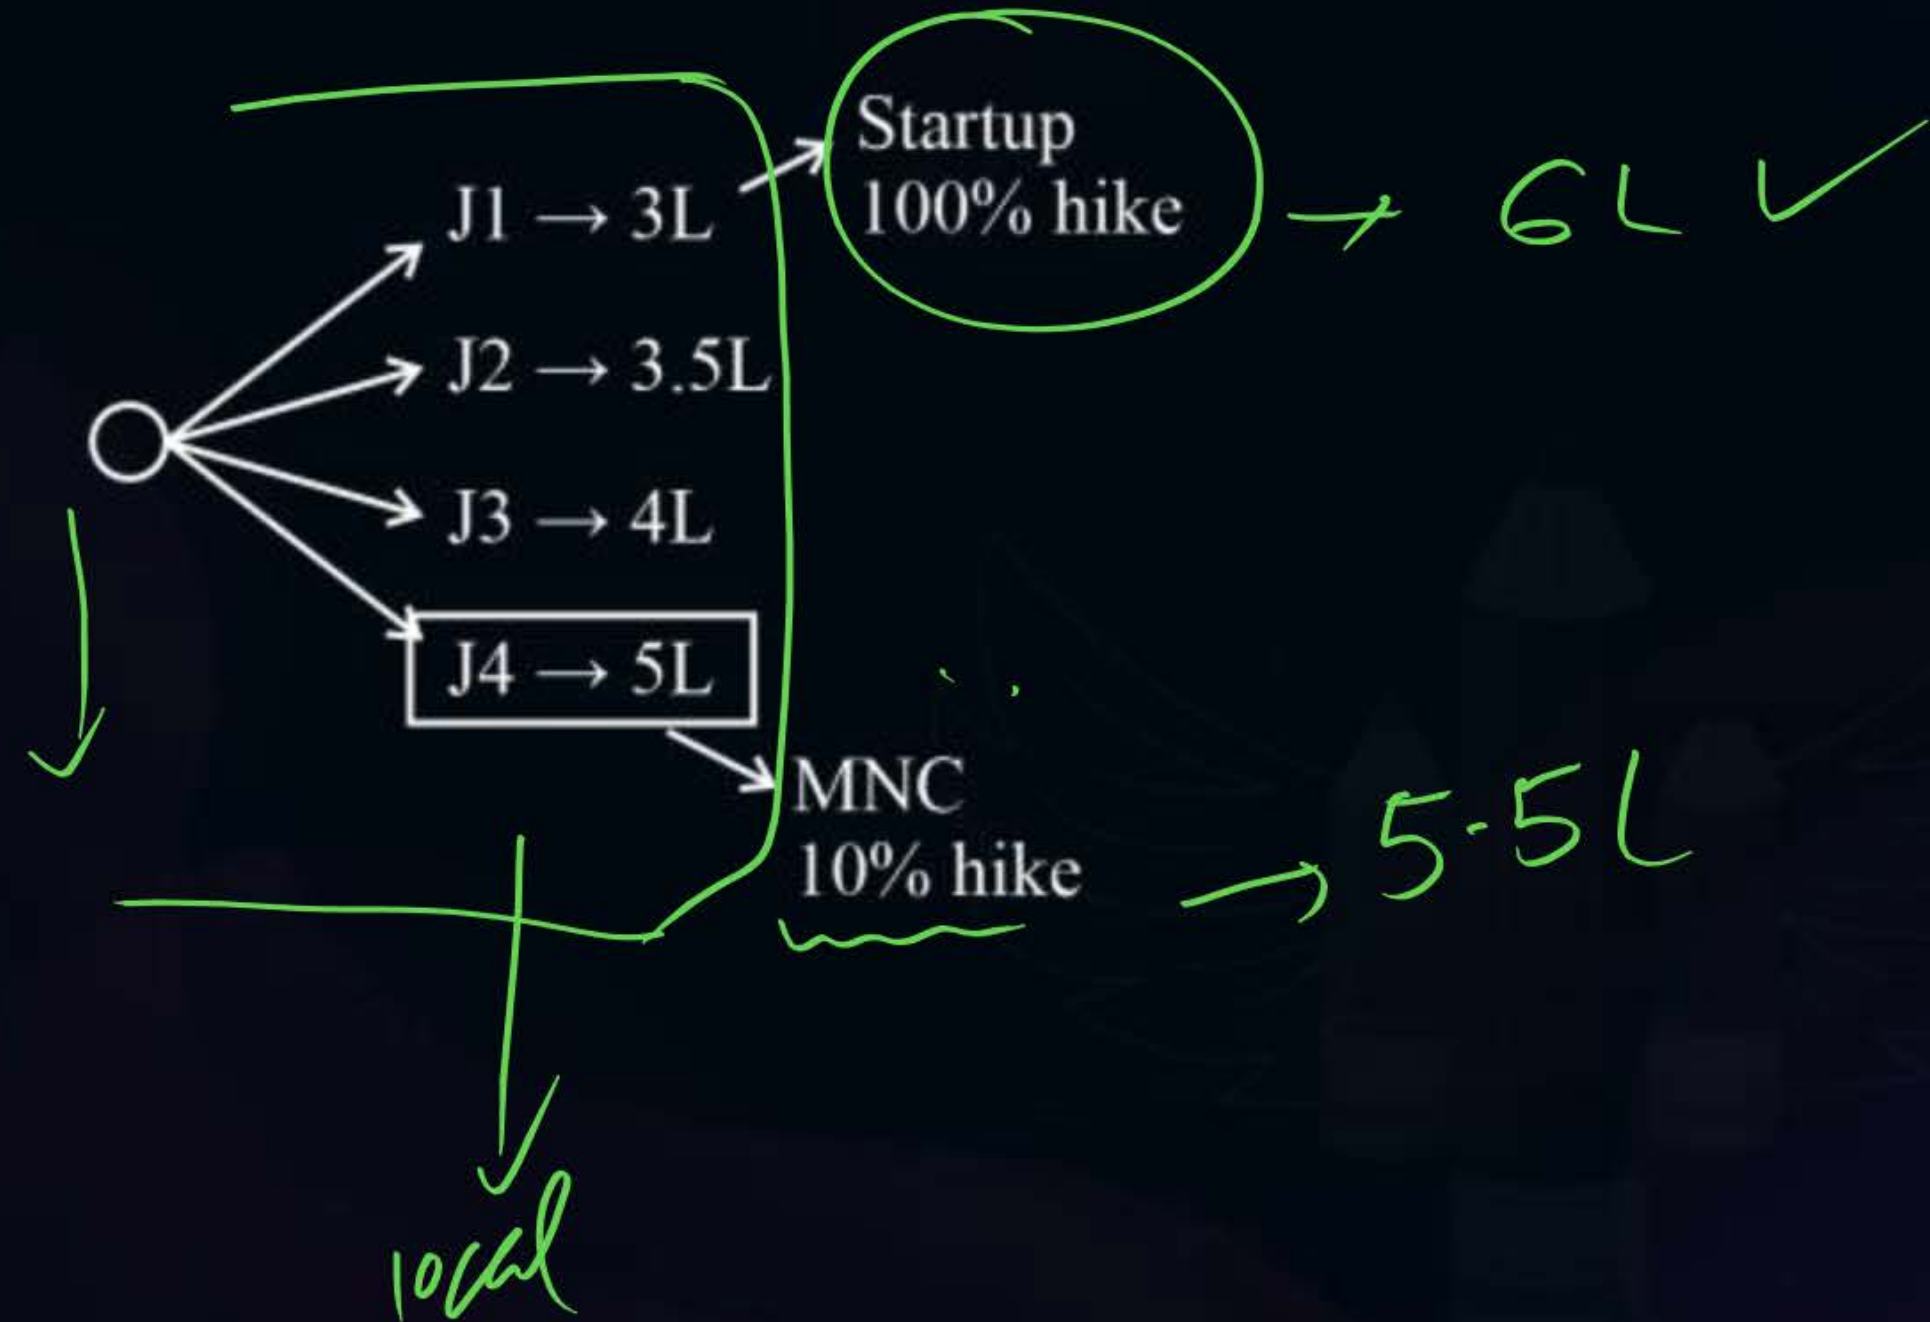 Startup
100% hike → 6L ✓
J1 → 3L
J2 → 3.5L
J3 → 4L
J4 → 5L
MNC
10% hike → 5.5L
local